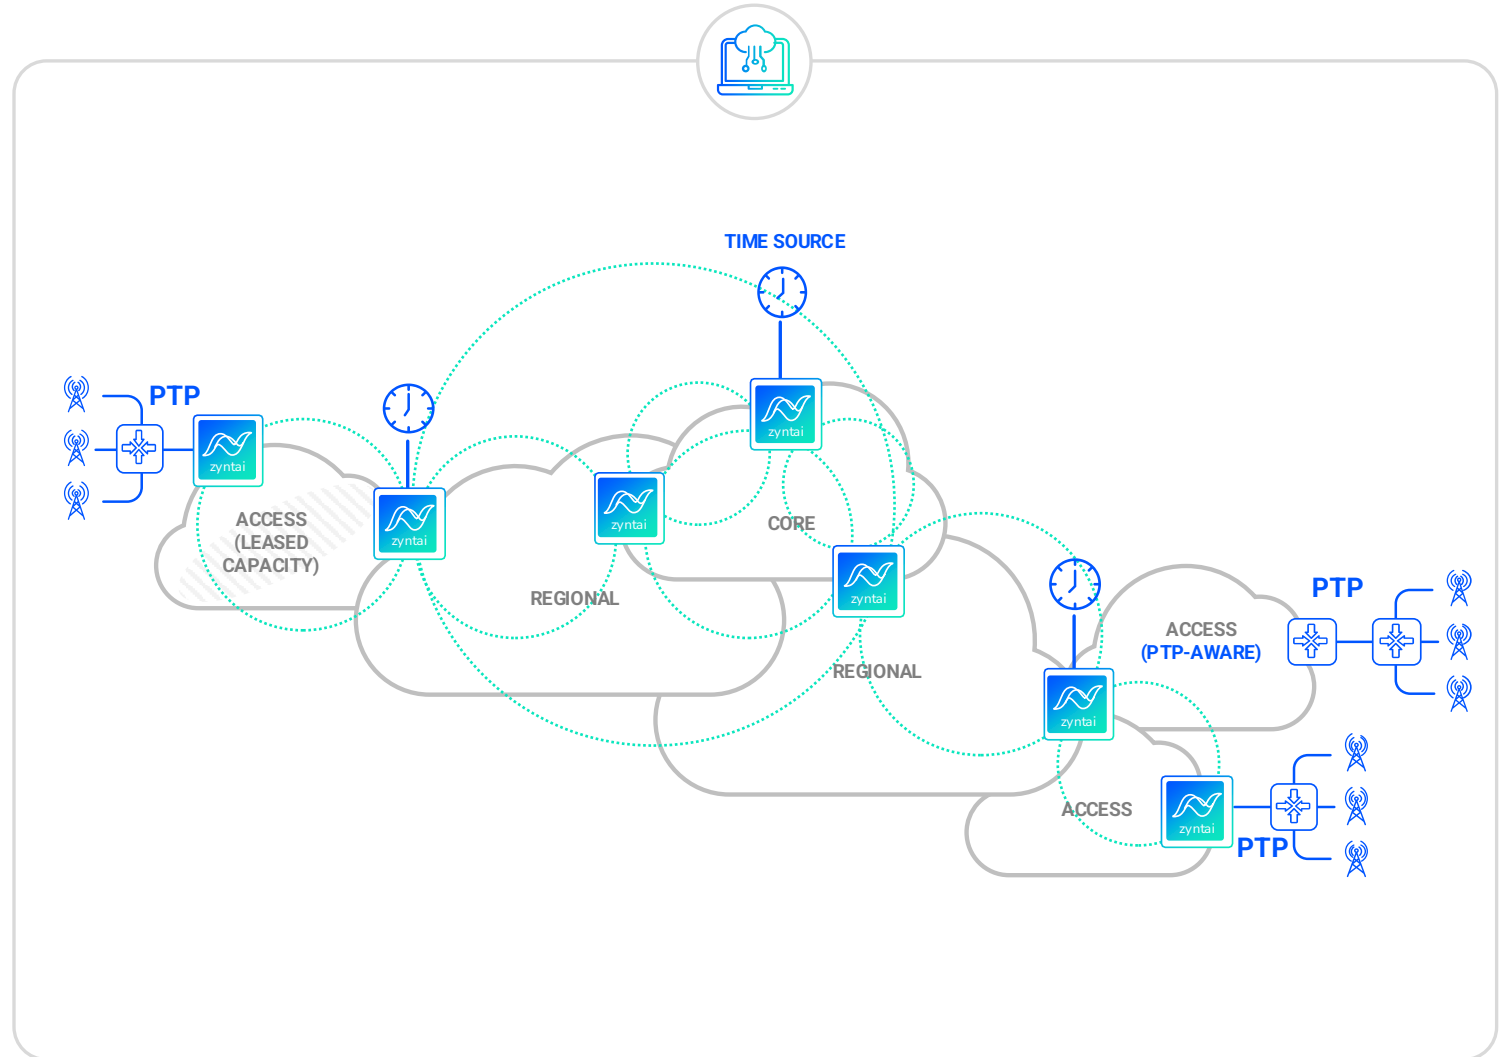 TIME SOURCE
PTP
zyntai
zyntai
ACCESS
(LEASED
CAPACITY)
zyntai
zyntai
CORE
zyntai
REGIONAL
REGIONAL
PTP
ACCESS
(PTP-AWARE)
zyntai
ACCESS
zyntai
PTP